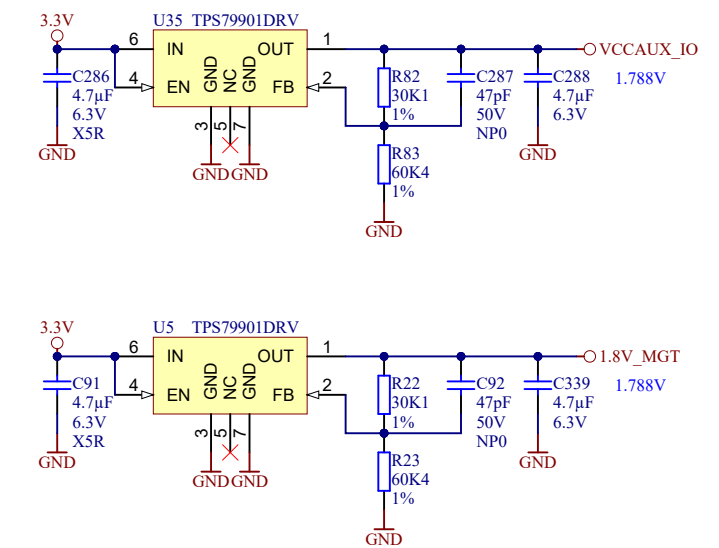 3.3V
U35 TPS79901DRV
6 IN OUT 1
VCCAUX_IO
C286
4.7µF
6.3V
X5R
4 EN GND NC GND FB 2
R82
30K1
1%
C287
47pF
50V
NP0
C288
4.7µF
6.3V
1.788V
3 5 7
GND
GND GND
R83
60K4
1%
GND
GND
3.3V
U5 TPS79901DRV
6 IN OUT 1
1.8V_MGT
C91
4.7µF
6.3V
X5R
4 EN GND NC GND FB 2
R22
30K1
1%
C92
47pF
50V
NP0
C339
4.7µF
6.3V
1.788V
3 5 7
GND
GND GND
R23
60K4
1%
GND
GND